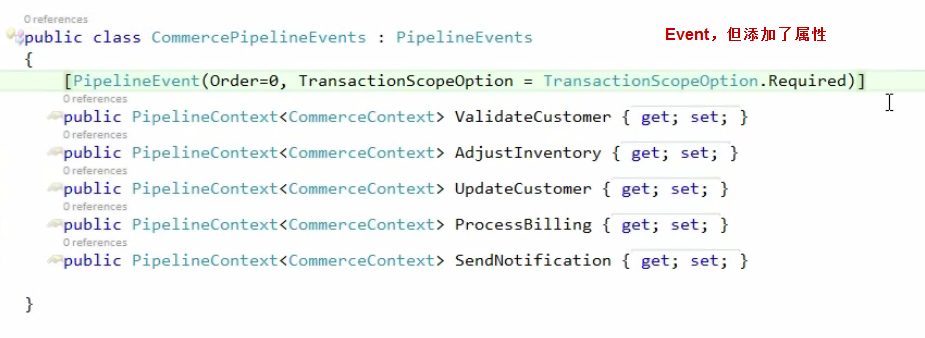 0 references
public class CommercePipelineEvents : PipelineEvents
Event，但添加了属性
{
[PipelineEvent(Order=0, TransactionScopeOption = TransactionScopeOption.Required)]
0 references
public PipelineContext<CommerceContext> ValidateCustomer { get; set; }
0 references
public PipelineContext<CommerceContext> AdjustInventory { get; set; }
0 references
public PipelineContext<CommerceContext> UpdateCustomer { get; set; }
0 references
public PipelineContext<CommerceContext> ProcessBilling { get; set; }
0 references
public PipelineContext<CommerceContext> SendNotification { get; set; }
}